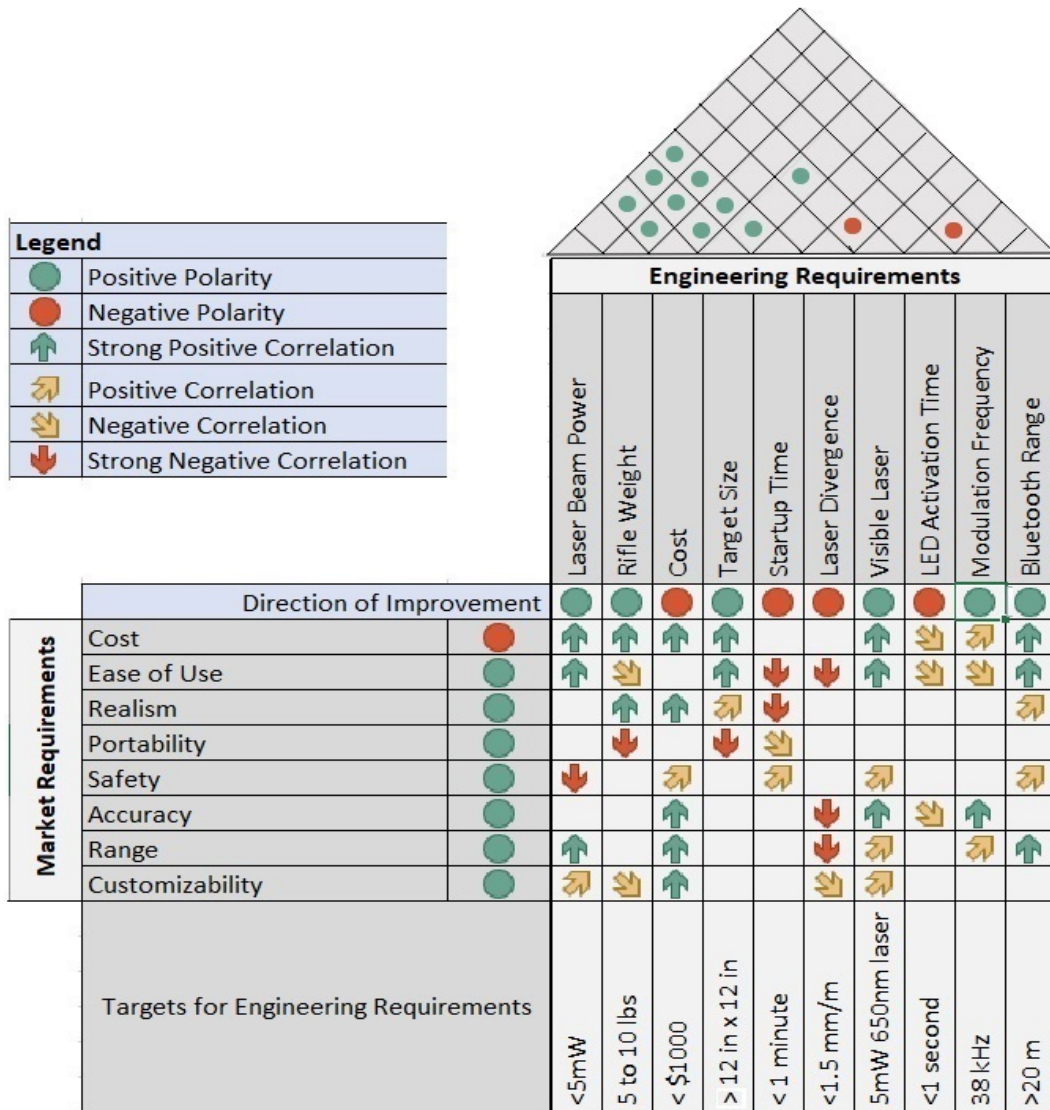 Legend
Positive Polarity
Negative Polarity
Strong Positive Correlation
Positive Correlation
Negative Correlation
Strong Negative Correlation
Engineering Requirements
Laser Beam Power
Rifle Weight
Cost
Target Size
Startup Time
Laser Divergence
Visible Laser
LED Activation Time
Modulation Frequency
Bluetooth Range
Direction of Improvement
Market Requirements
Cost
Ease of Use
Realism
Portability
Safety
Accuracy
Range
Customizability
Targets for Engineering Requirements
<5mW
5 to 10 lbs
< $1000
> 12 in x 12 in
< 1 minute
<1.5 mm/m
5mW 650nm laser
<1 second
38 kHz
>20 m